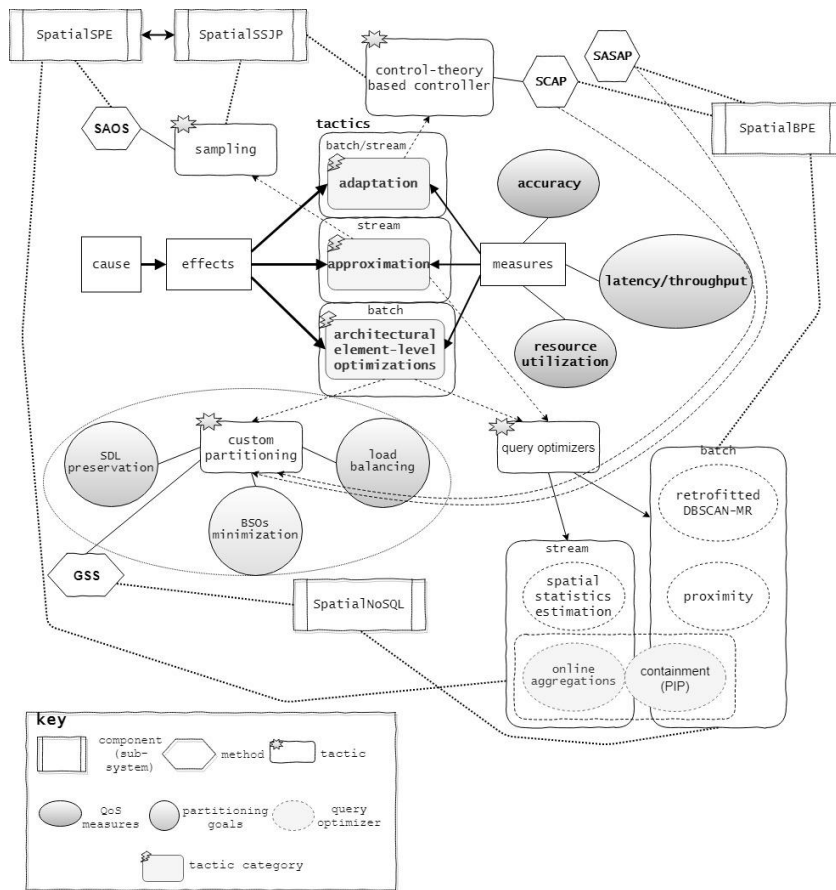 SpatialSPE
SpatialSSJP
control-theory
based controller
SCAP
SASAP
SpatialBPE
SAOS
sampling
tactics
batch/stream
adaptation
accuracy
stream
approximation
cause
effects
measures
latency/throughput
batch
architectural
element-level
optimizations
resource
utilization
SDL
preservation
custom
partitioning
load
balancing
BSOs
minimization
query optimizers
batch
retrofitted
DBSCAN-MR
stream
spatial
statistics
estimation
proximity
GSS
SpatialNoSQL
online
aggregations
containment
(PIP)
key
component
(sub-
system)
method
tactic
QoS
measures
partitioning
goals
query
optimizer
tactic category